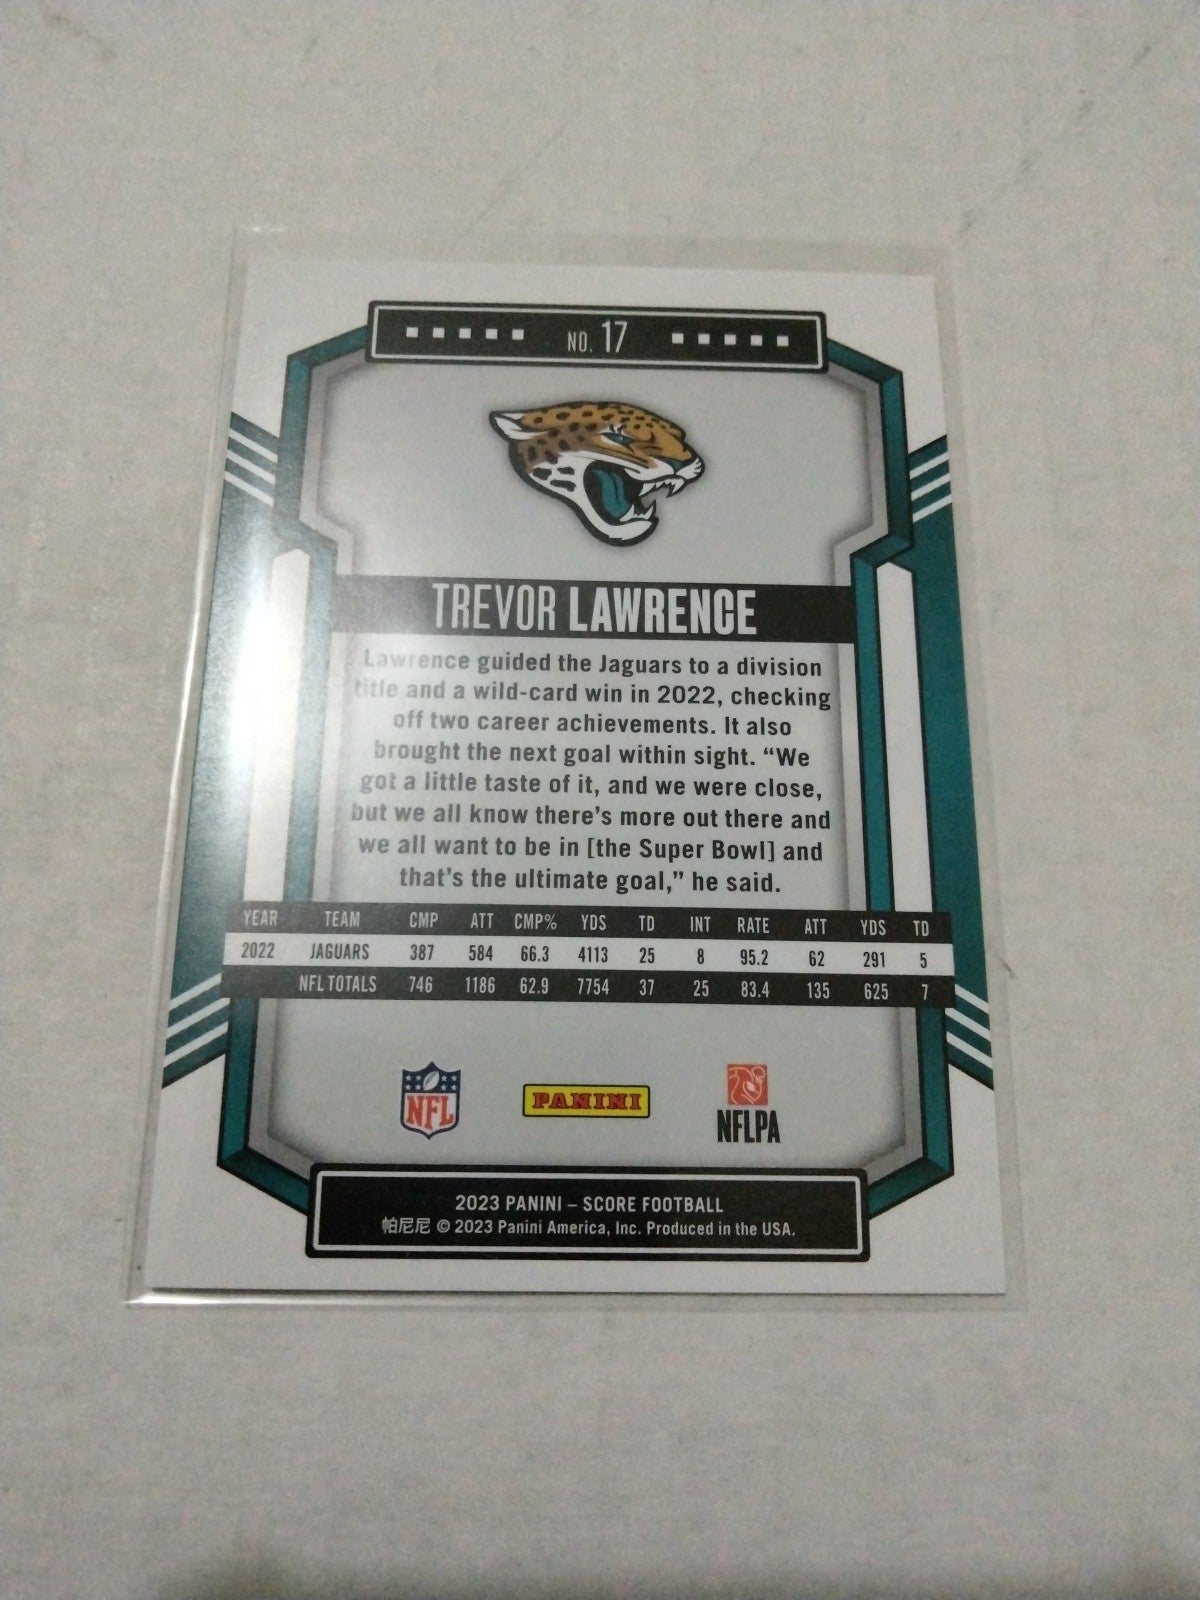 NO. 17
TREVOR LAWRENCE
Lawrence guided the Jaguars to a division
title and a wild-card win in 2022, checking
off two career achievements. It also
brought the next goal within sight. “We
got a little taste of it, and we were close,
but we all know there’s more out there and
we all want to be in [the Super Bowl] and
that’s the ultimate goal,” he said.
YEAR TEAM CMP ATT CMP% YDS TD INT RATE ATT YDS TD
2022 JAGUARS 387 584 66.3 4113 25 8 95.2 62 291 5
NFL TOTALS 746 1186 62.9 7754 37 25 83.4 135 625 7
NFL PANINI NFLPA
2023 PANINI – SCORE FOOTBALL
帕尼尼 © 2023 Panini America, Inc. Produced in the USA.